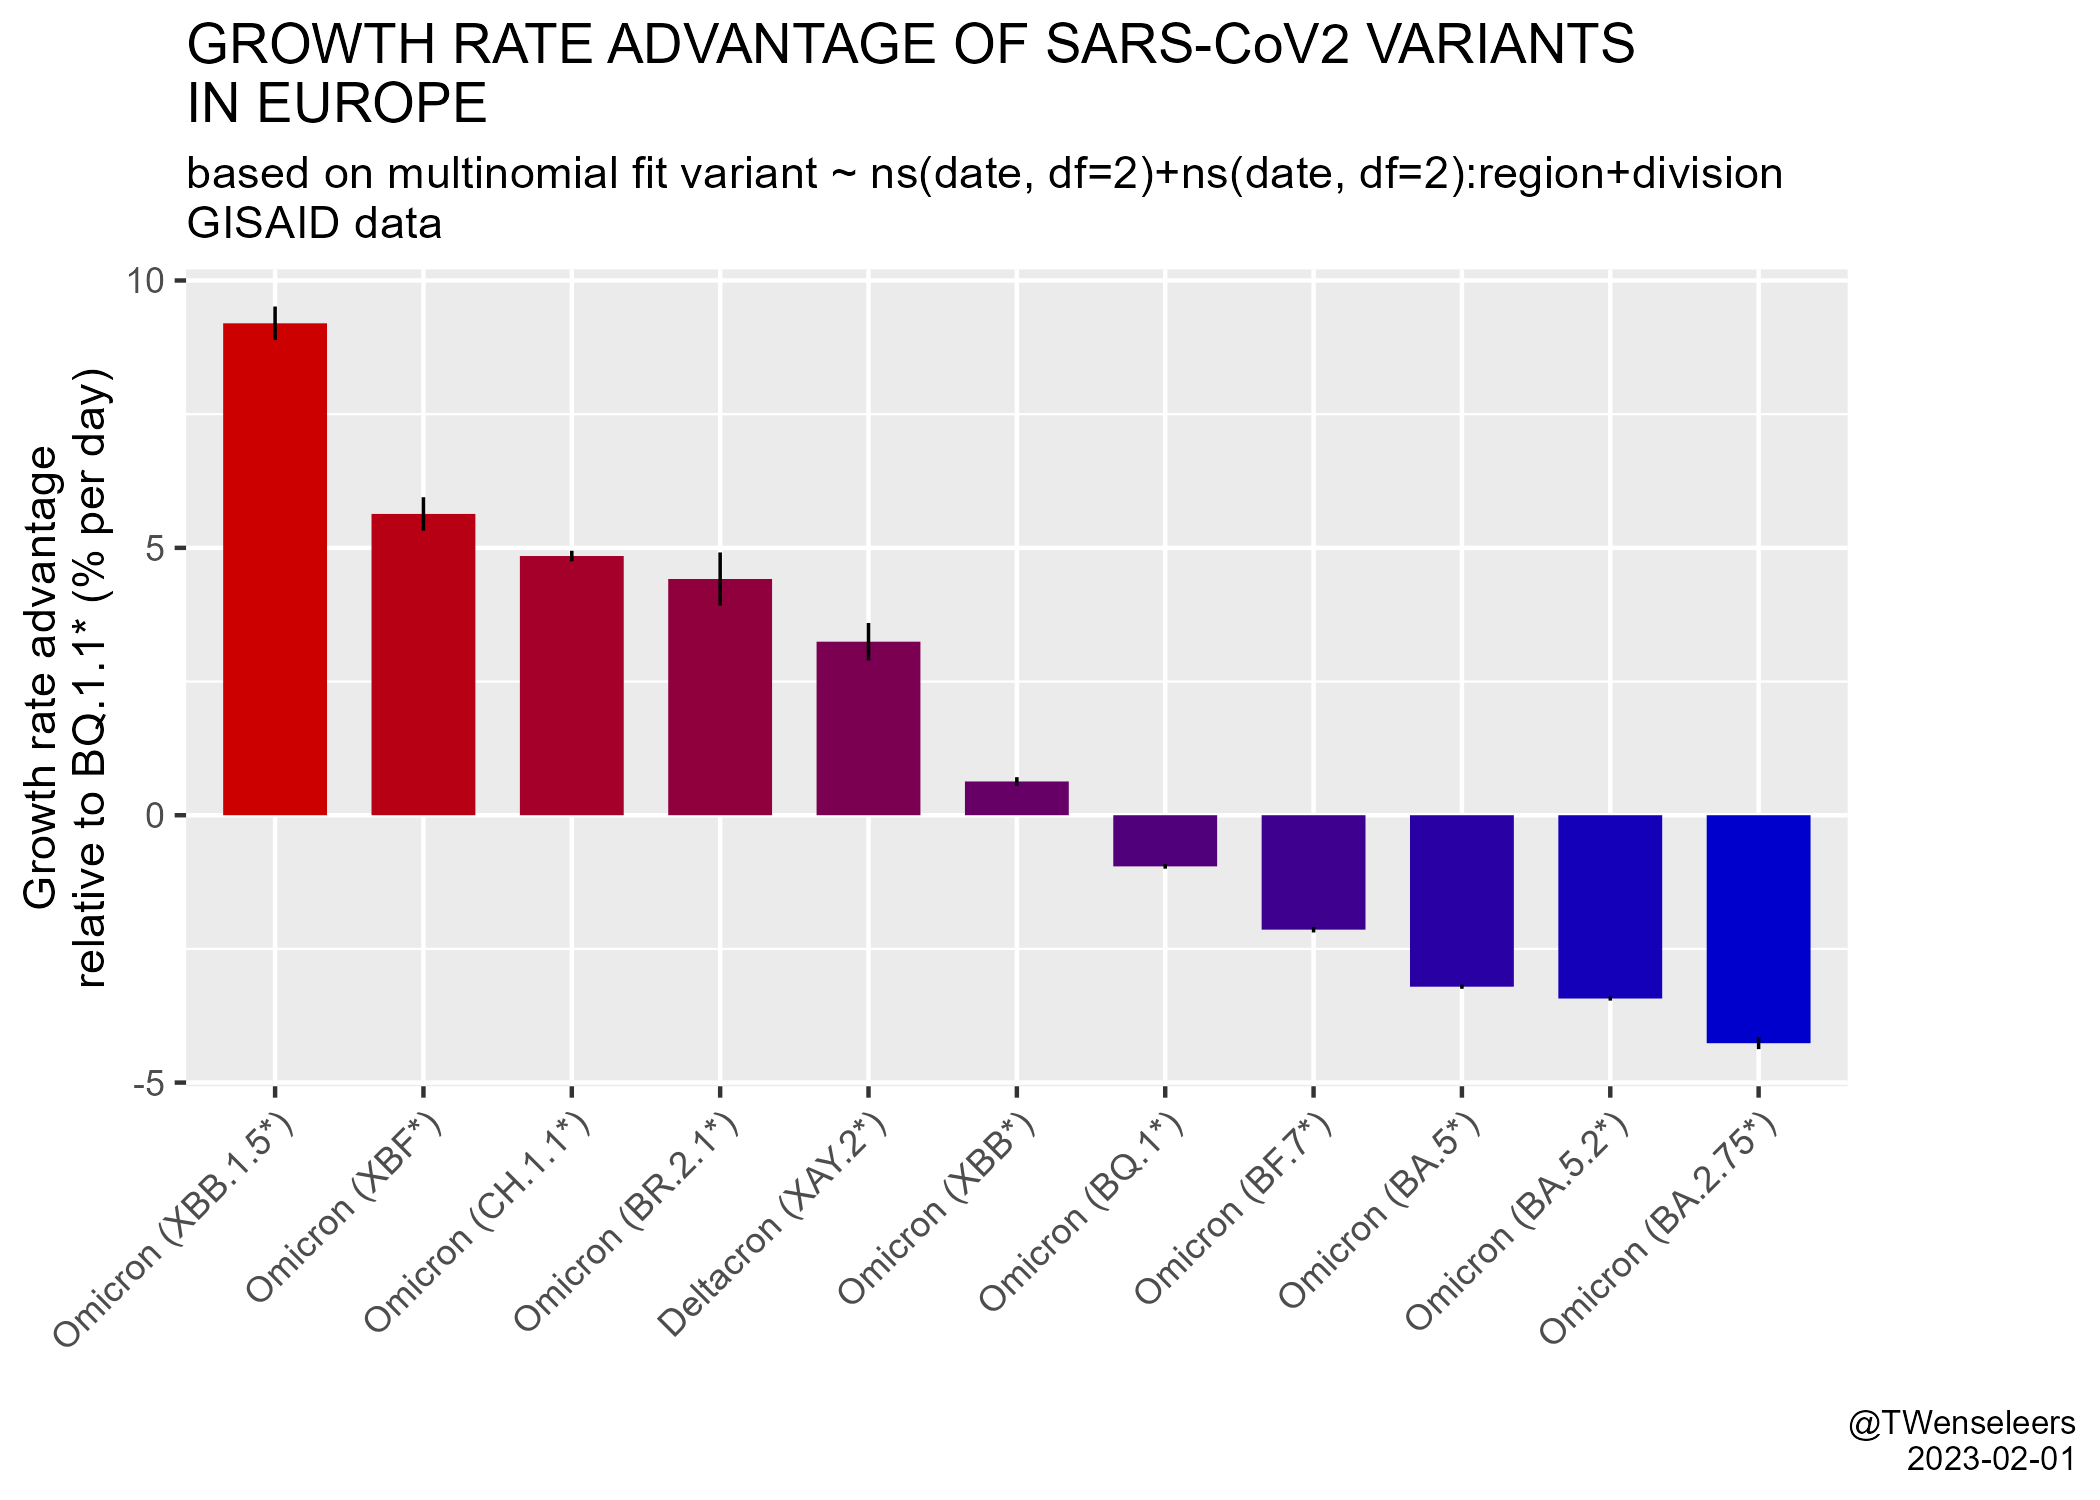 GROWTH RATE ADVANTAGE OF SARS-CoV2 VARIANTS
IN EUROPE
based on multinomial fit variant ~ ns(date, df=2)+ns(date, df=2):region+division
GISAID data
Growth rate advantage
relative to BQ.1.1* (% per day)
10
5
0
-5
Omicron (XBB.1.5*)
Omicron (XBF*)
Omicron (CH.1.1*)
Omicron (BR.2.1*)
Deltacron (XAY.2*)
Omicron (XBB*)
Omicron (BQ.1*)
Omicron (BF.7*)
Omicron (BA.5*)
Omicron (BA.5.2*)
Omicron (BA.2.75*)
@TWenseleers
2023-02-01